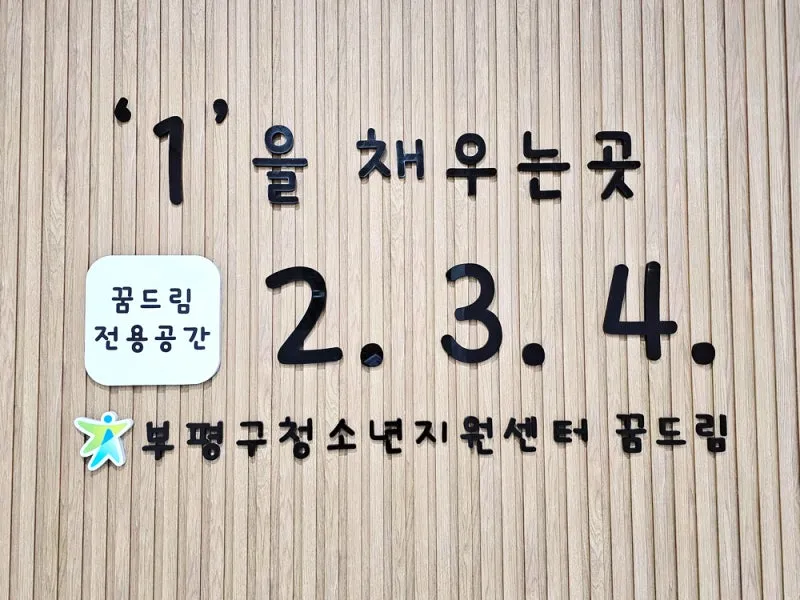 ‘1’을 채우는곳
꿈드림
전용공간
2. 3. 4.
부평구청소년지원센터 꿈드림